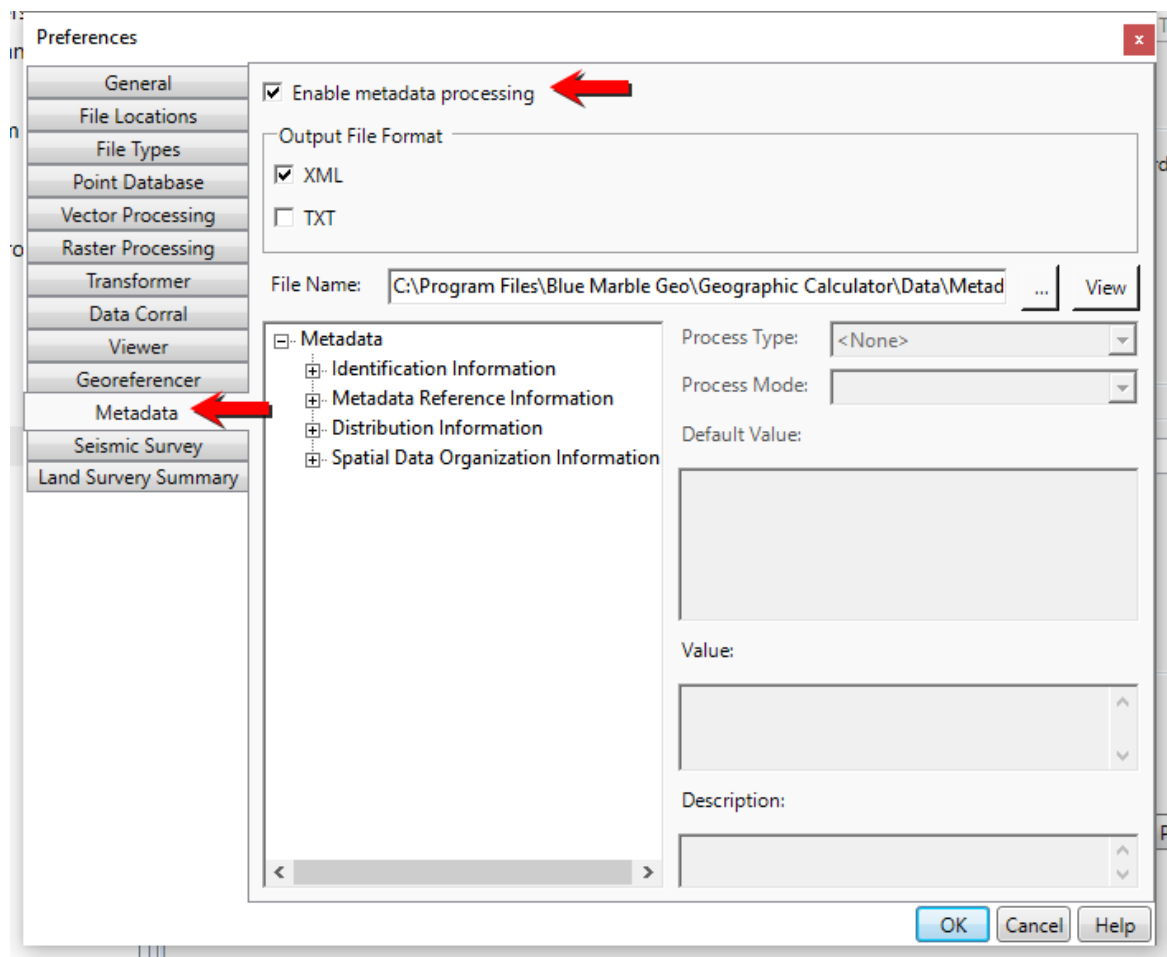 Preferences
x
General
File Locations
File Types
Point Database
Vector Processing
Raster Processing
Transformer
Data Corral
Viewer
Georeferencer
Metadata
Seismic Survey
Land Survery Summary
Enable metadata processing
Output File Format
XML
TXT
File Name: C:\Program Files\Blue Marble Geo\Geographic Calculator\Data\Metad ... View
Metadata
Identification Information
Metadata Reference Information
Distribution Information
Spatial Data Organization Information
Process Type: <None>
Process Mode:
Default Value:
Value:
Description:
OK Cancel Help